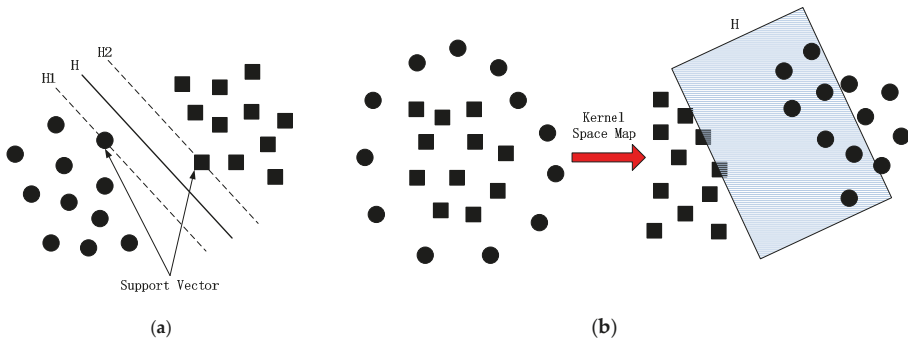 H2
H
H1
Support Vector
(a)
H
Kernel
Space Map
(b)